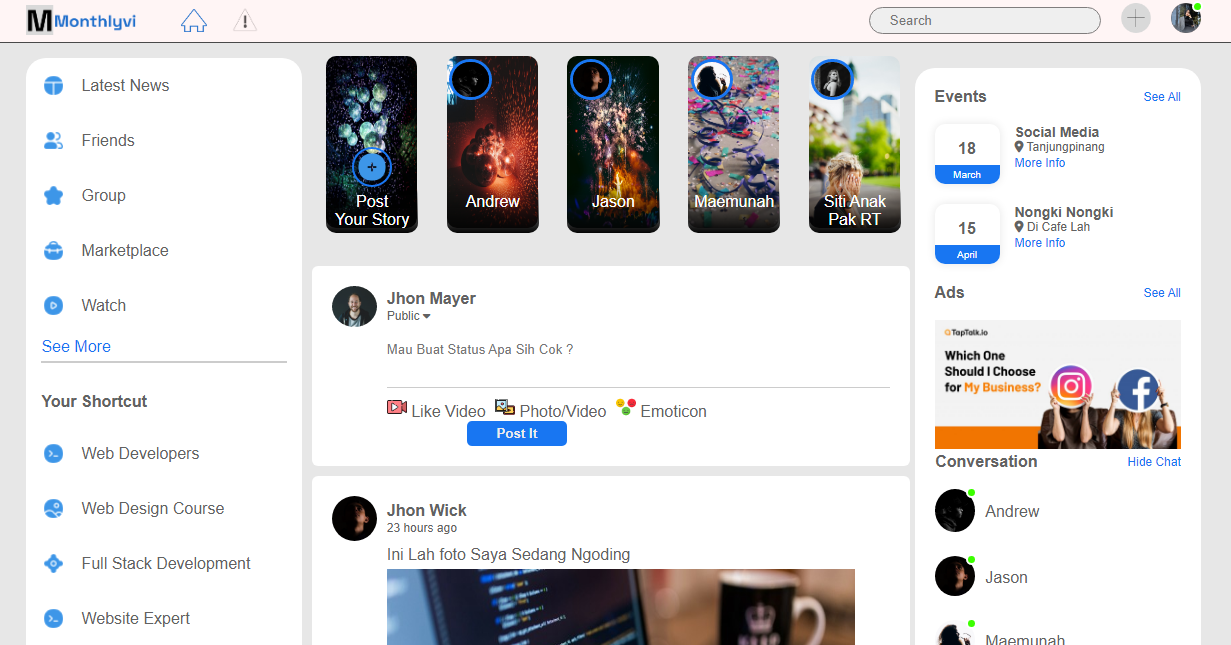 M Monthlyvi
Search
Latest News
Friends
Group
Marketplace
Watch
See More
Your Shortcut
Web Developers
Web Design Course
Full Stack Development
Website Expert
Post
Your Story
Andrew
Jason
Maemunah
Siti Anak
Pak RT
Jhon Mayer
Public
Mau Buat Status Apa Sih Cok ?
Like Video Photo/Video Emoticon
Post It
Jhon Wick
23 hours ago
Ini Lah foto Saya Sedang Ngoding
Events See All
18
March
Social Media
Tanjungpinang
More Info
15
April
Nongki Nongki
Di Cafe Lah
More Info
Ads See All
TapTalk.io
Which One
Should I Choose
for My Business?
Conversation Hide Chat
Andrew
Jason
Maemunah